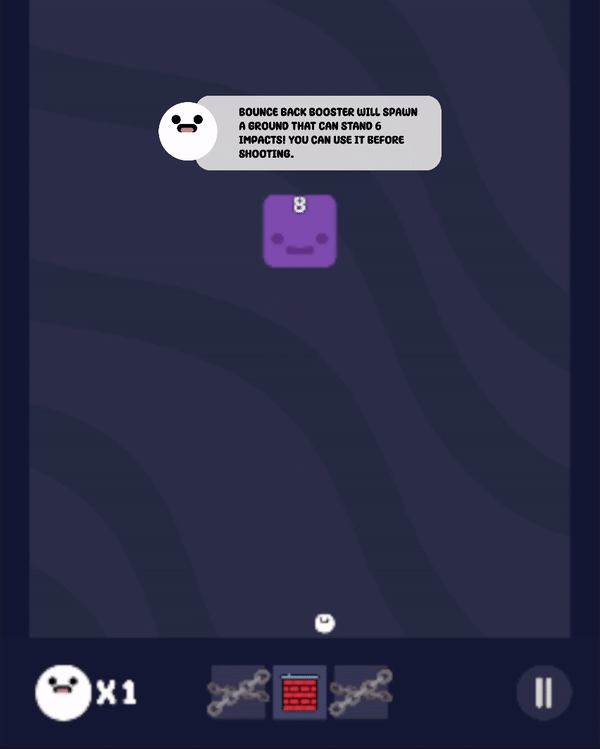 BOUNCE BACK BOOSTER WILL SPAWN
A GROUND THAT CAN STAND 6
IMPACTS! YOU CAN USE IT BEFORE
SHOOTING.
8
X1